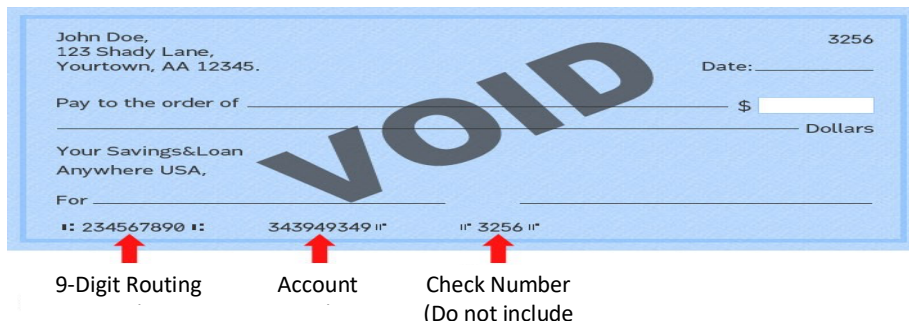 John Doe,
3256
123 Shady Lane,
Yourtown, AA 12345.
Date:
Pay to the order of
$
Dollars
VOID
Your Savings&Loan
Anywhere USA,
For
⑆ 234567890 ⑆ 343949349 ⑈ ⑈ 3256 ⑈
9-Digit Routing
Account
Check Number
(Do not include